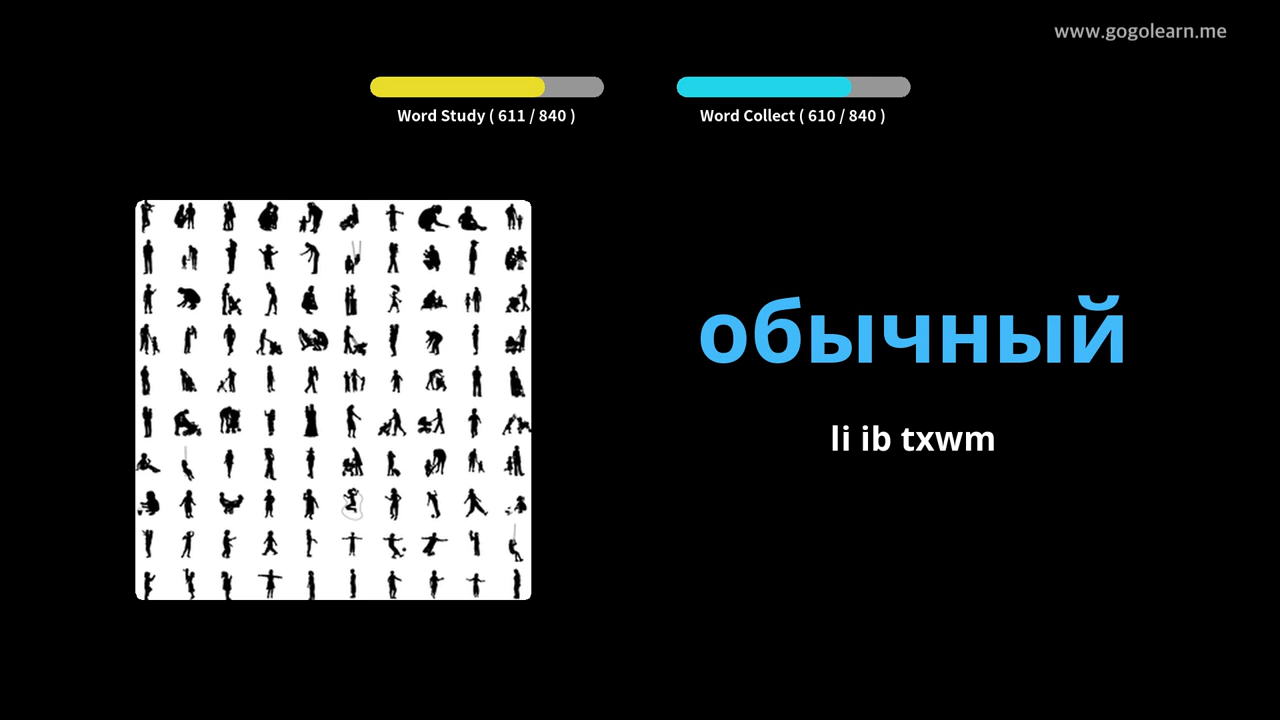 www.gogolearn.me
Word Study ( 611 / 840 )
Word Collect ( 610 / 840 )
обычный
li ib txwm